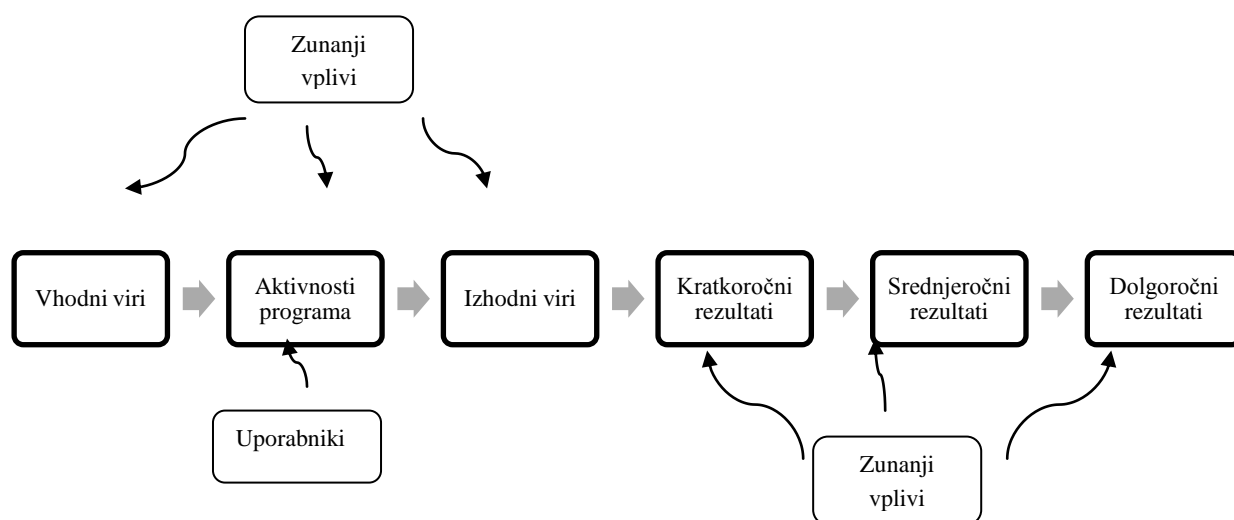 Zunanji
vplivi
Vhodni viri
Aktivnosti
programa
Izhodni viri
Kratkoročni
rezultati
Srednjeročni
rezultati
Dolgoročni
rezultati
Uporabniki
Zunanji
vplivi